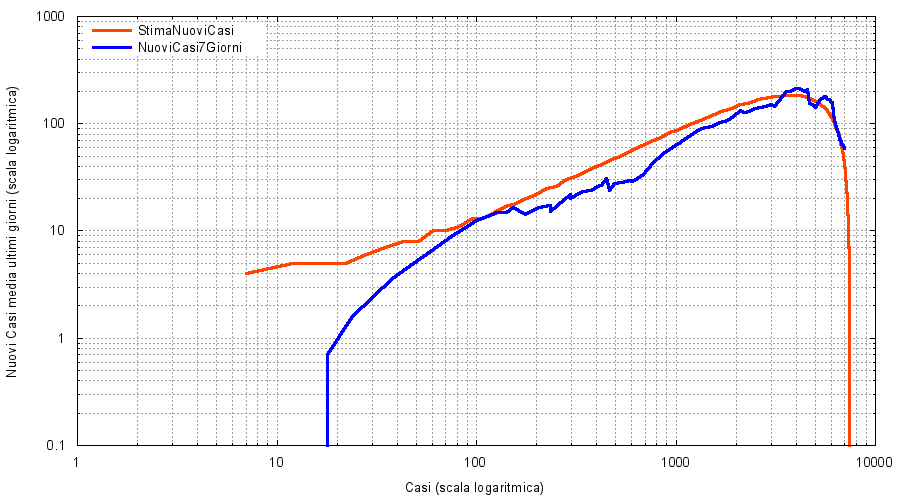 1000
StimaNuoviCasi
NuoviCasi7Giorni
100
10
1
0.1
Nuovi Casi media ultimi giorni (scala logaritmica)
1
10
100
1000
10000
Casi (scala logaritmica)